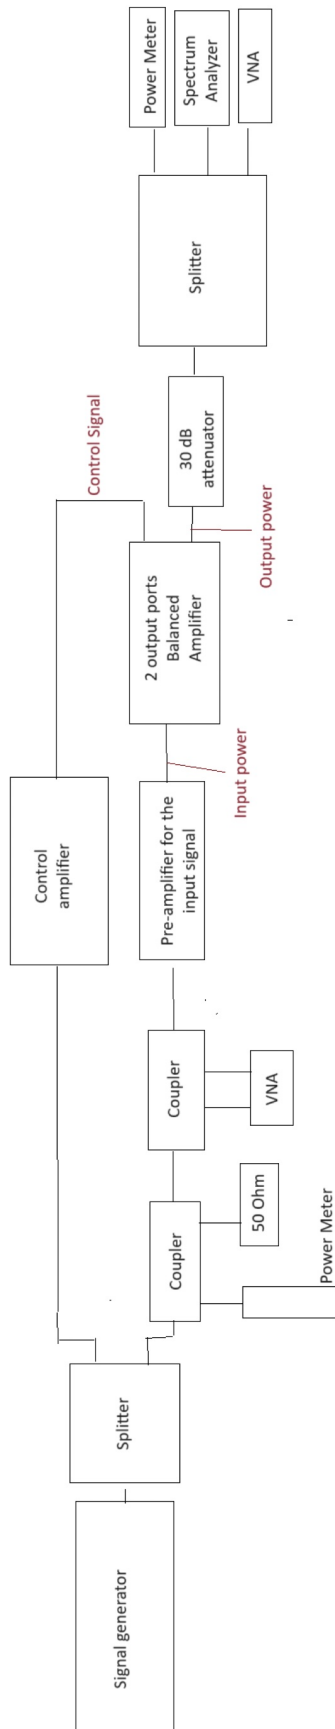 Signal generator
Splitter
Coupler
Power Meter
50 Ohm
Coupler
VNA
Control
amplifier
Pre-amplifier for the
input signal
Input power
2 output ports
Balanced
Amplifier
Control Signal
Output power
30 dB
attenuator
Splitter
Power Meter
Spectrum
Analyzer
VNA